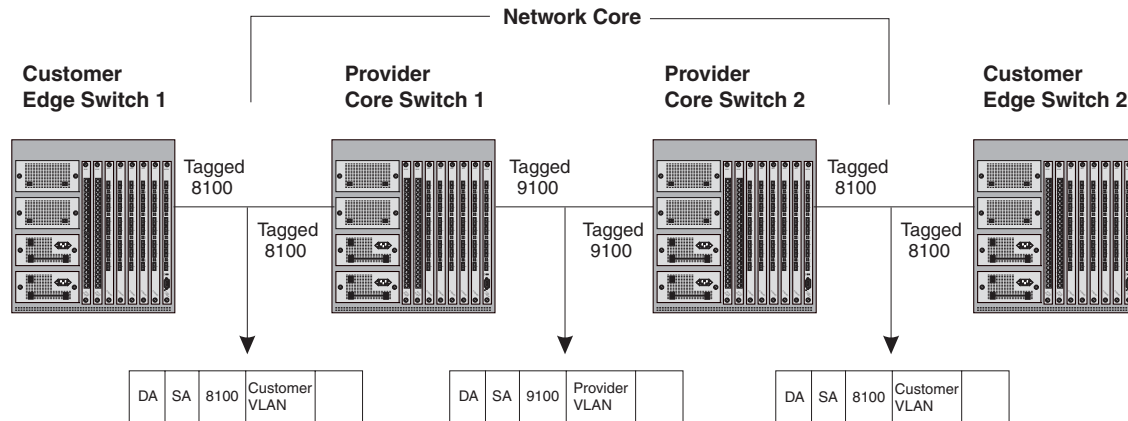 Network Core
Customer
Edge Switch 1
Provider
Core Switch 1
Provider
Core Switch 2
Customer
Edge Switch 2
Tagged
8100
Tagged
8100
Tagged
9100
Tagged
9100
Tagged
8100
Tagged
8100
DA SA 8100 Customer
VLAN
DA SA 9100 Provider
VLAN
DA SA 8100 Customer
VLAN